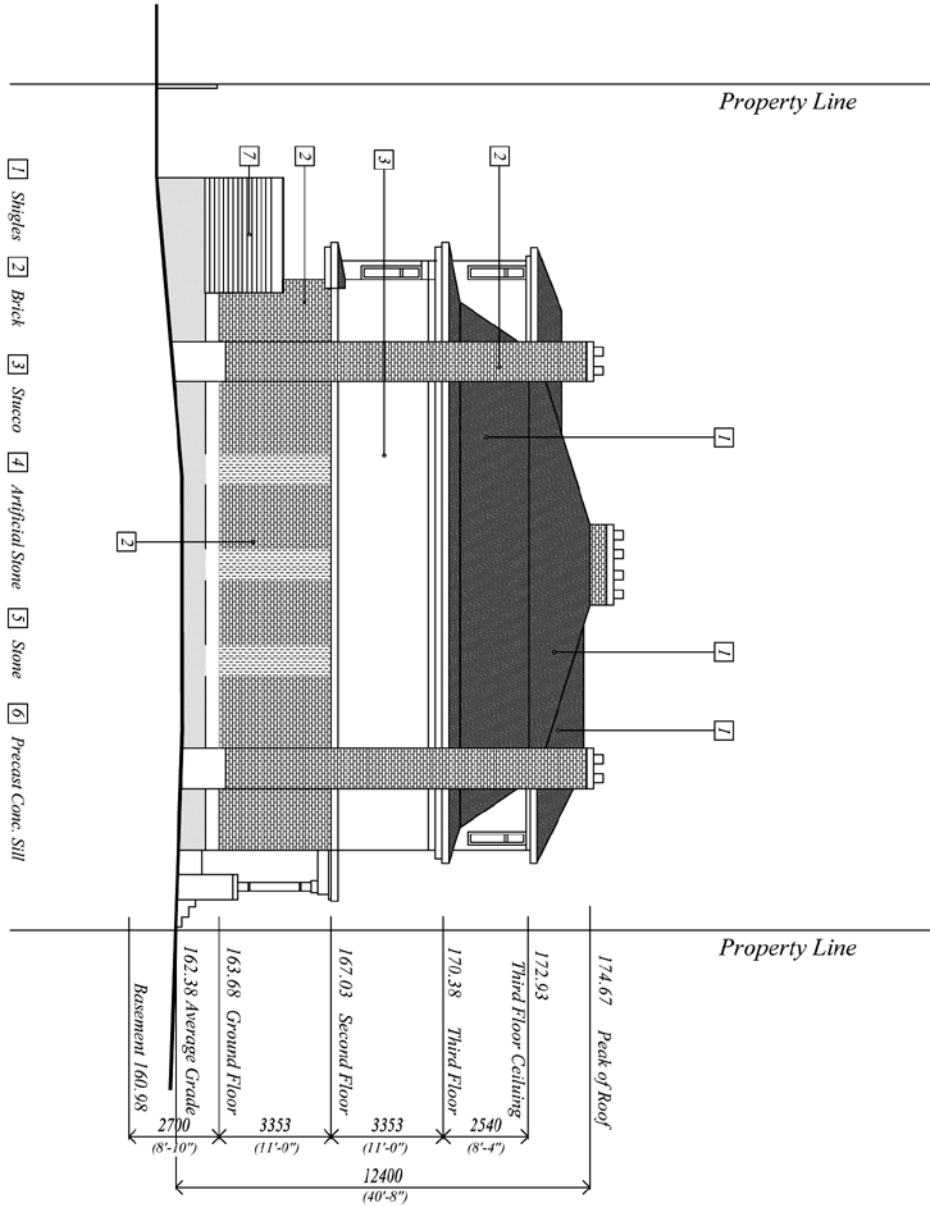 Property Line
7
2
3
2
1
1
1
2
1 Shigles 2 Brick 3 Stucco 4 Artificial Stone 5 Stone 6 Precast Conc. Sill
Property Line
174.67 Peak of Roof
172.93
Third Floor Ceiluing
170.38 Third Floor
167.03 Second Floor
163.68 Ground Floor
162.38 Average Grade
Basement 160.98
2700
(8'-10")
3353
(11'-0")
3353
(11'-0")
2540
(8'-4")
12400
(40'-8")